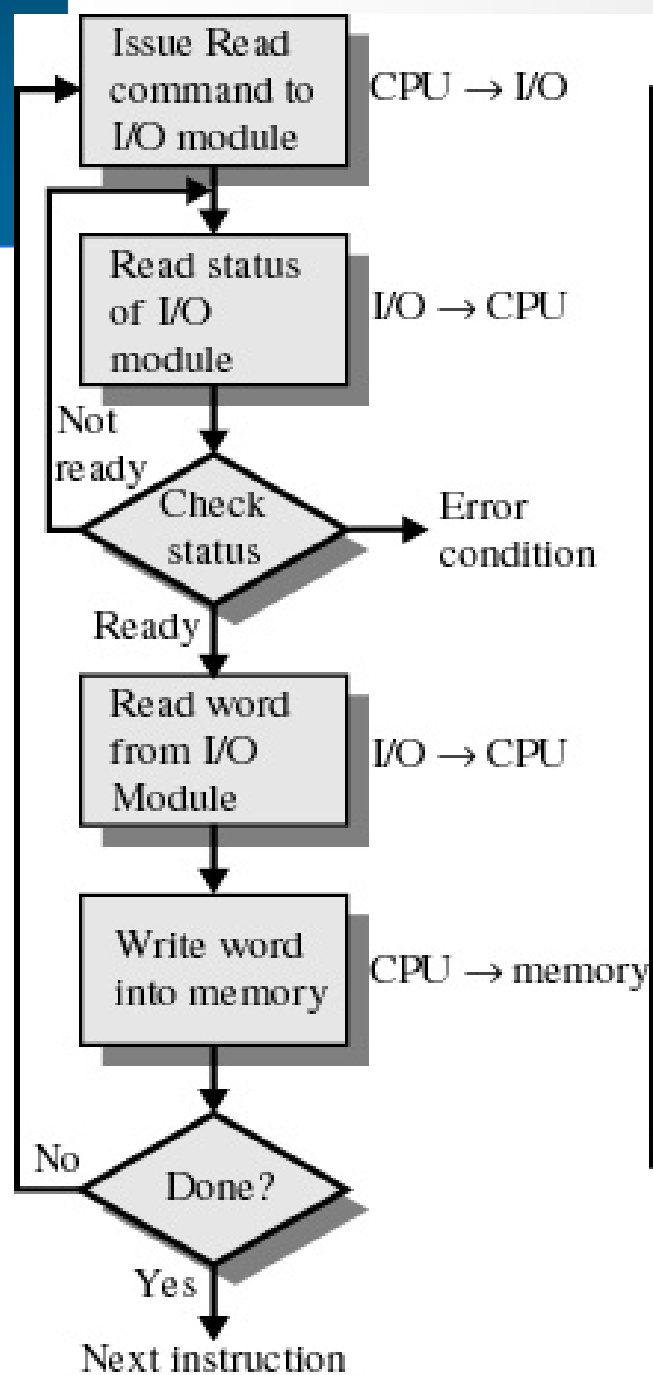 Issue Read
command to
I/O module
CPU → I/O
Read status
of I/O
module
I/O → CPU
Not
ready
Check
status
Error
condition
Ready
Read word
from I/O
Module
I/O → CPU
Write word
into memory
CPU → memory
No
Done?
Yes
Next instruction